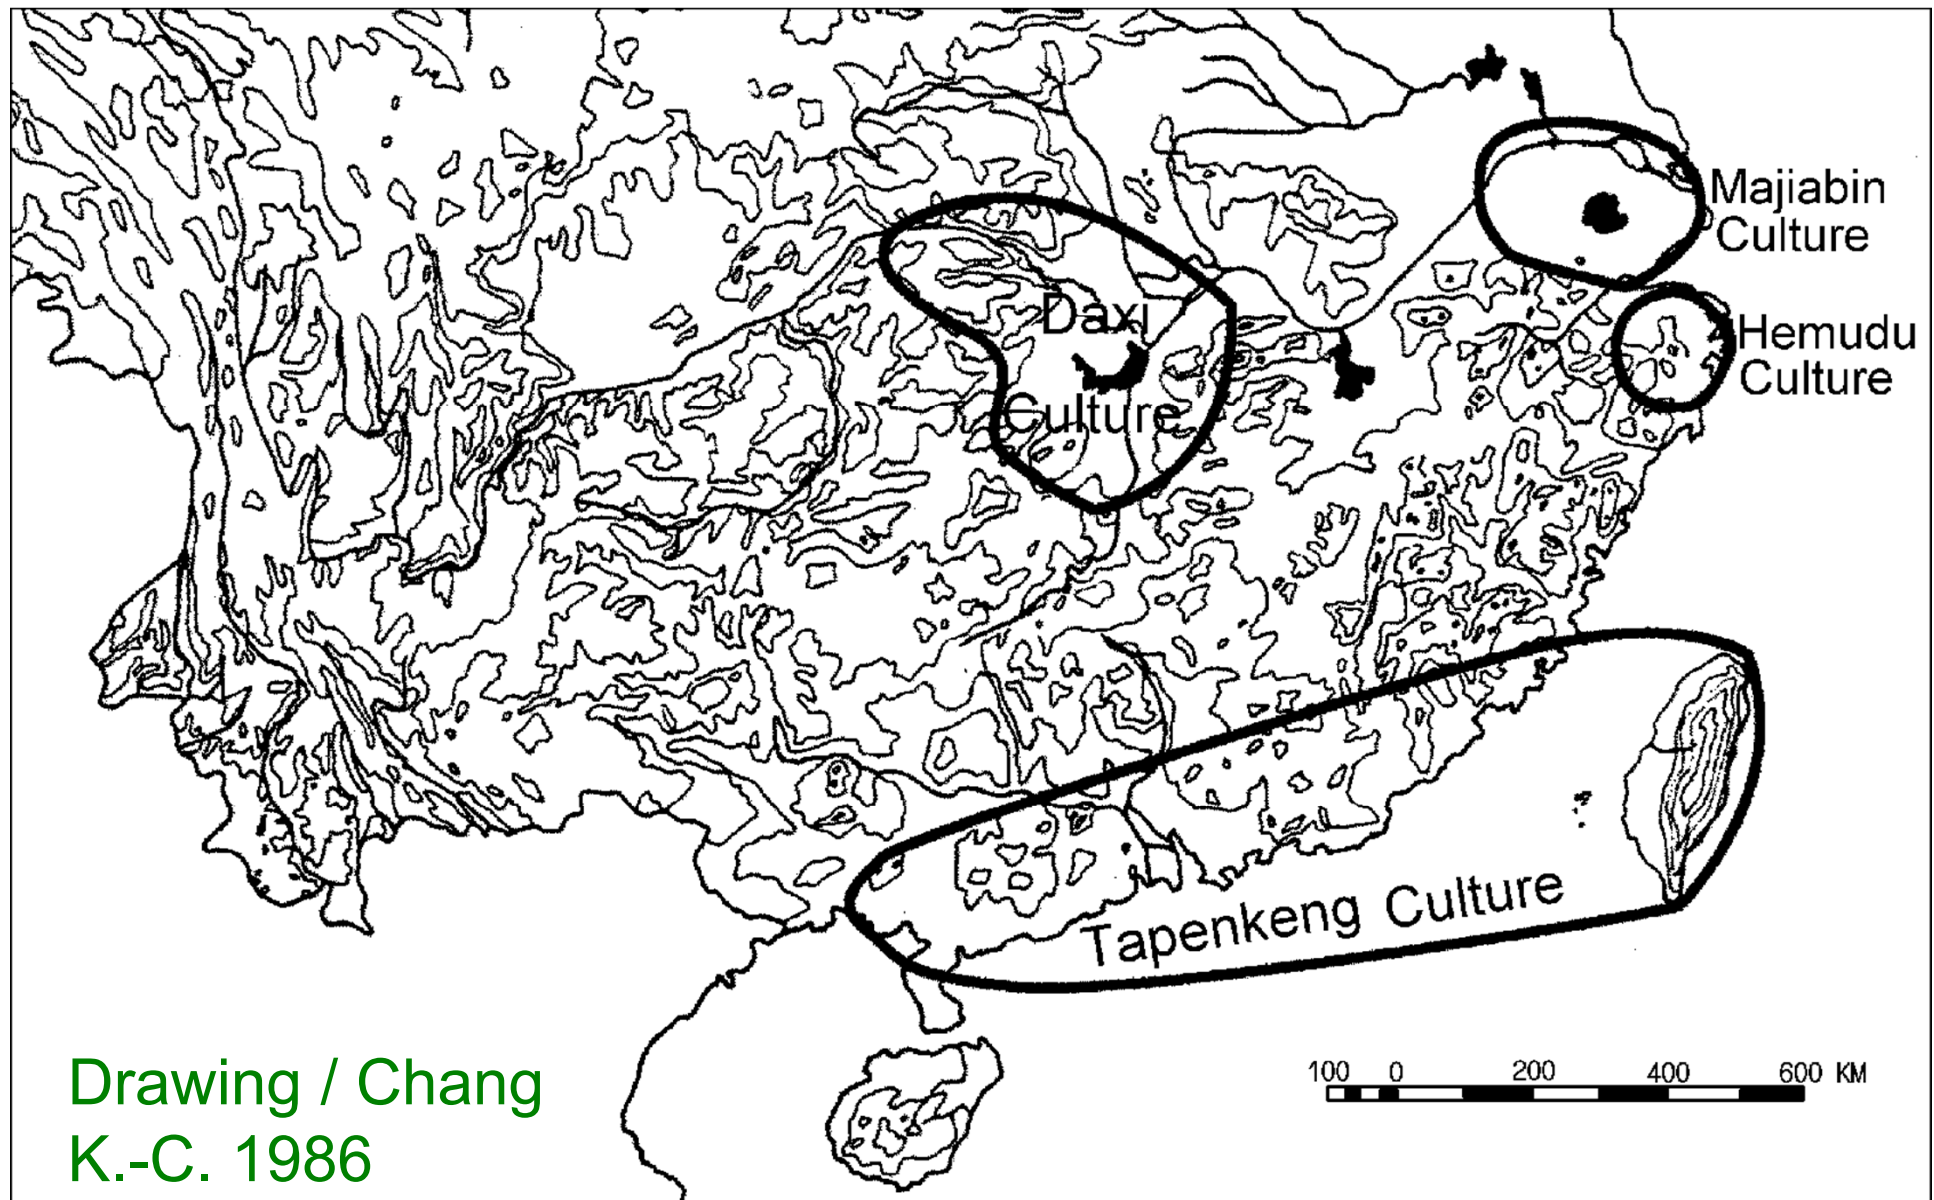 Majiabin
Culture
Daxi
Culture
Hemudu
Culture
Tapenkeng Culture
100 0 200 400 600 KM
Drawing / Chang
K.-C. 1986